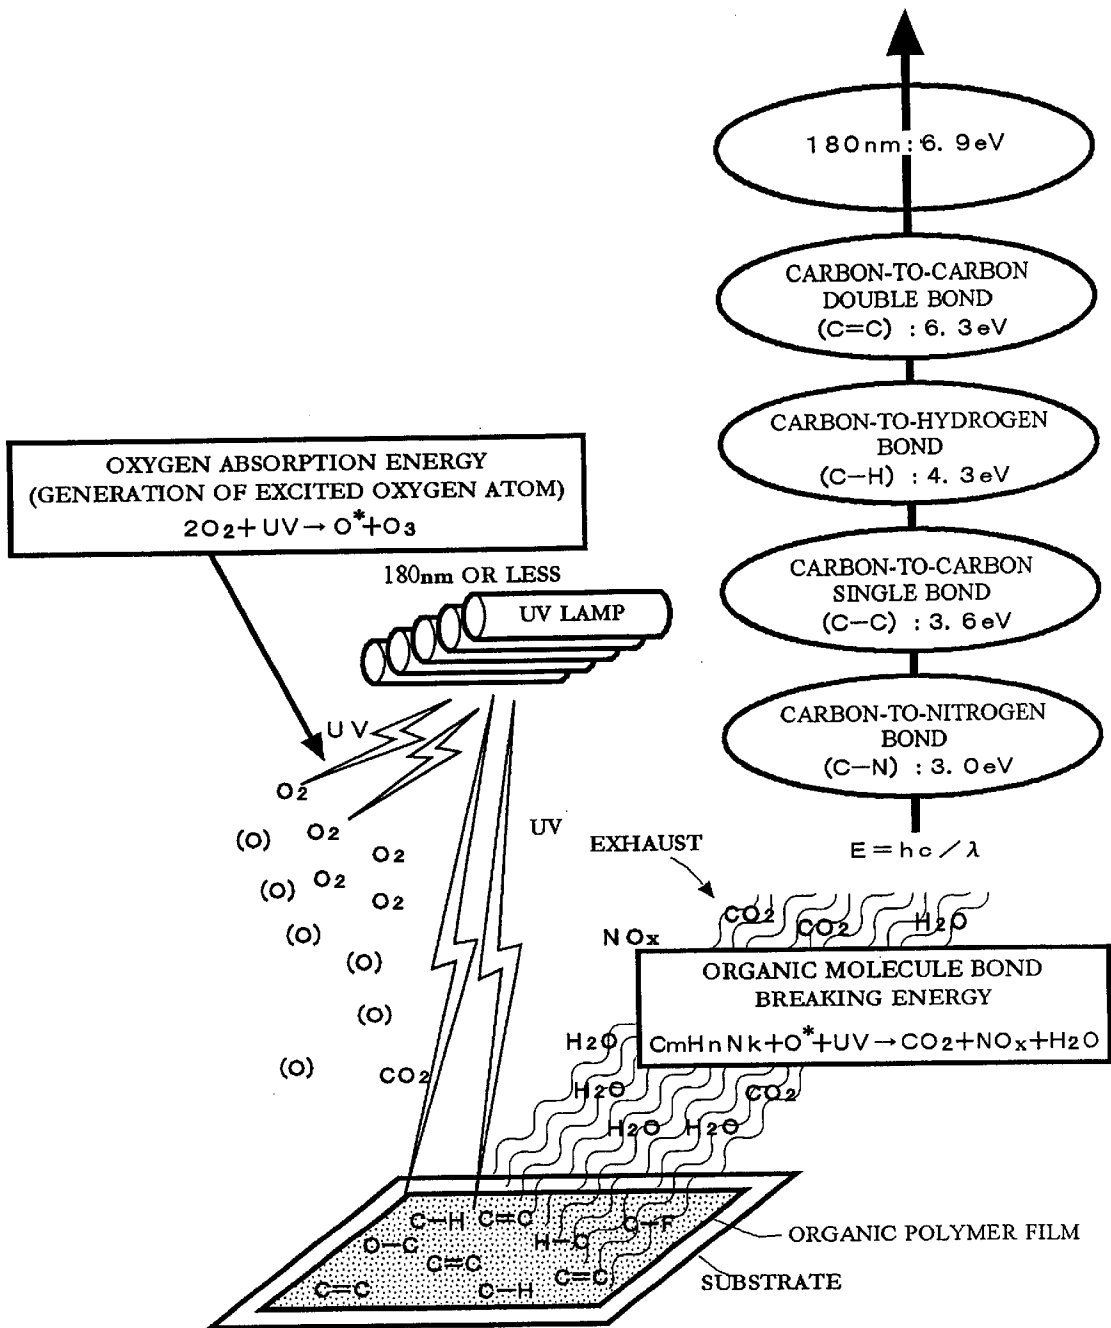 180nm:6.9eV
CARBON-TO-CARBON
DOUBLE BOND
(C=C) : 6.3eV
CARBON-TO-HYDROGEN
BOND
(C—H) : 4.3eV
CARBON-TO-CARBON
SINGLE BOND
(C—C) : 3.6eV
CARBON-TO-NITROGEN
BOND
(C—N) : 3.0eV
E=hc/λ
OXYGEN ABSORPTION ENERGY
(GENERATION OF EXCITED OXYGEN ATOM)
2O2+UV→O*+O3
180nm OR LESS
UV LAMP
UV
O2
(O)
O2
O2
(O)
O2
O2
(O)
(O)
(O)
(O)
CO2
UV
EXHAUST
CO2
CO2
H2O
NOx
ORGANIC MOLECULE BOND
BREAKING ENERGY
CmHnNk+O*+UV→CO2+NOx+H2O
H2O
H2O
CO2
H2O
H2O
C—H
C=C
C—F
O—C
H—C
C=C
C=C
C—H
C=C
ORGANIC POLYMER FILM
SUBSTRATE